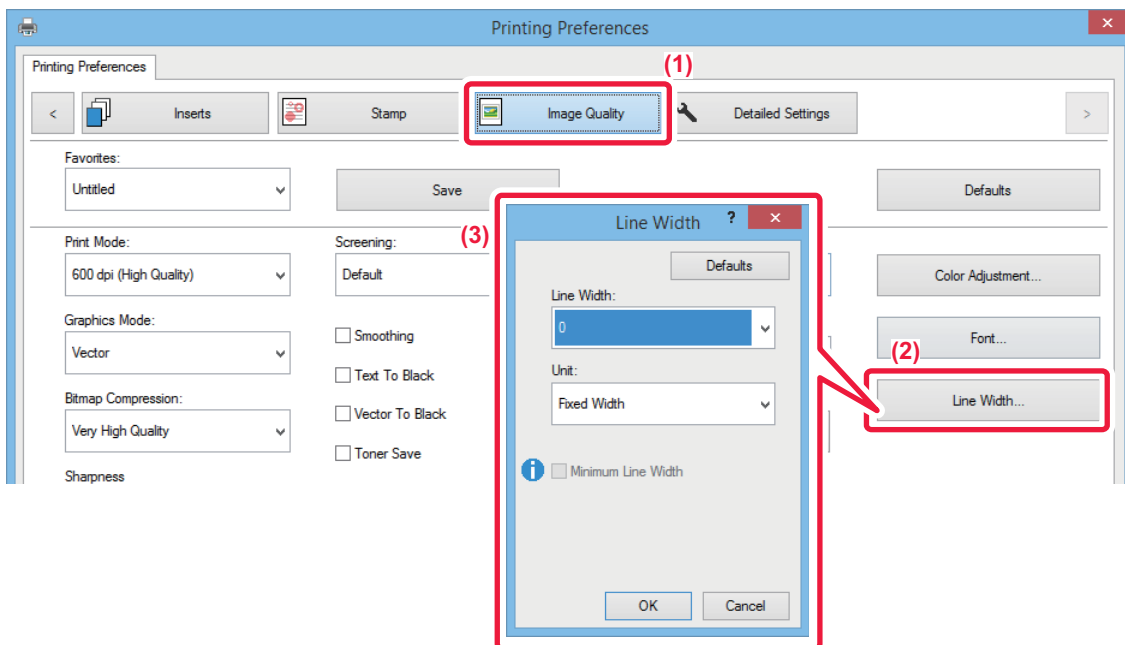 Printing Preferences
Printing Preferences
(1)
<
Inserts
Stamp
Image Quality
Detailed Settings
>
Favorites:
Untitled
Save
Defaults
Print Mode:
600 dpi (High Quality)
Screening:
Default
Color Adjustment...
Graphics Mode:
Vector
Smoothing
Font...
Text To Black
(2)
Line Width...
Bitmap Compression:
Very High Quality
Vector To Black
Toner Save
Sharpness
(3)
Line Width
?
Defaults
Line Width:
0
Unit:
Fixed Width
i
Minimum Line Width
OK
Cancel